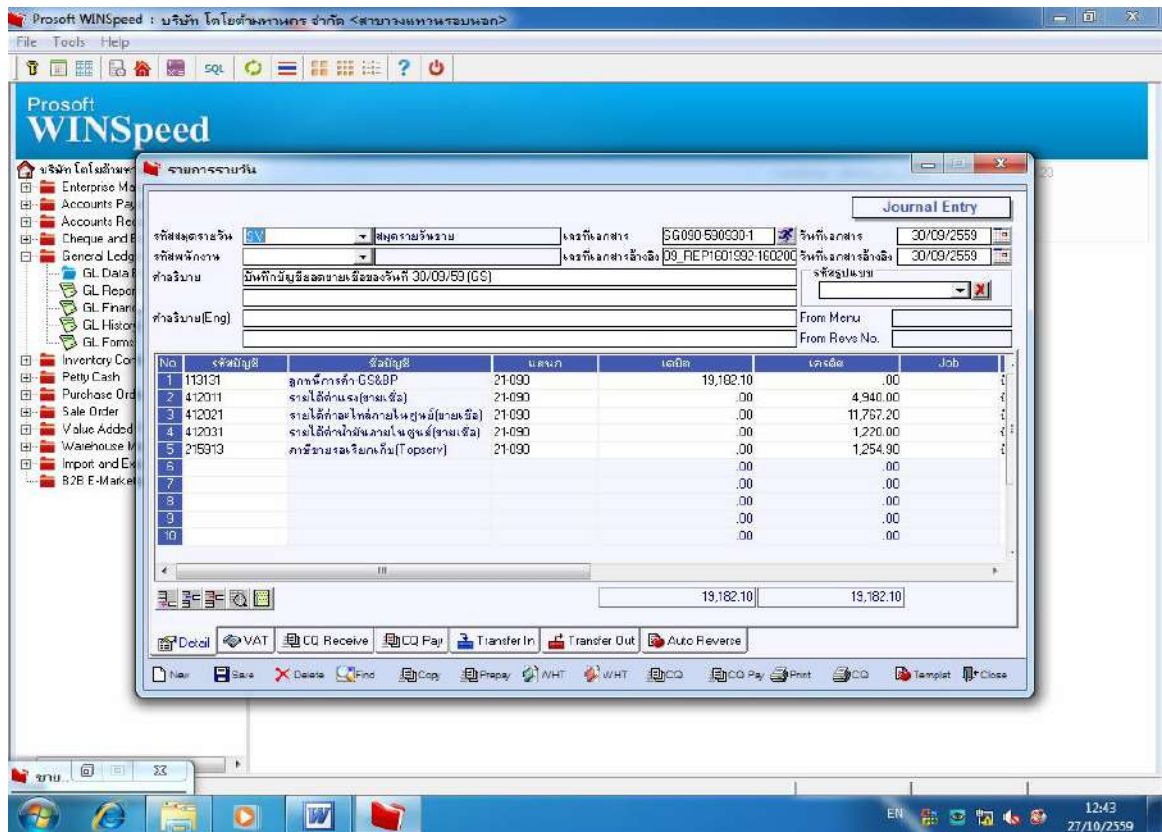 Prosoft WINSpeed : บริษัท โตโยต้ามหานคร จำกัด <สาขาวงแหวนรอบนอก>
File Tools Help
SQL
Prosoft
WINSpeed
บริษัท โตโยต้ามหา
Enterprise Ma
Accounts Pay
Accounts Rec
Cheque and B
General Ledg
GL Data E
GL Repor
GL Financ
GL Histor
GL Forms
Inventory Con
Petty Cash
Purchase Ord
Sale Order
Value Added
Warehouse M
Import and Ex
B2B E-Market
รายการรายวัน
Journal Entry
รหัสสมุดรายวัน SV สมุดรายวันขาย เลขที่เอกสาร SG090-590930-1 วันที่เอกสาร 30/09/2559
รหัสพนักงาน เลขที่เอกสารอ้างอิง 09_REP1601992-160200 วันที่เอกสารอ้างอิง 30/09/2559
คำอธิบาย บันทึกบัญชียอดขายเชื่อของวันที่ 30/09/59 (GS) รหัสรูปแบบ
คำอธิบาย(Eng) From Menu
From Revs No.
No รหัสบัญชี ชื่อบัญชี แผนก เดบิต เครดิต Job
1 113131 ลูกหนี้การค้า GS&BP 21-090 19,182.10 .00
2 412011 รายได้ค่าแรง(ขายเชื่อ) 21-090 .00 4,940.00
3 412021 รายได้ค่าอะไหล่ภายในศูนย์(ขายเชื่อ) 21-090 .00 11,767.20
4 412031 รายได้ค่าน้ำมันภายในศูนย์(ขายเชื่อ) 21-090 .00 1,220.00
5 215913 ภาษีขายรอเรียกเก็บ(Topserv) 21-090 .00 1,254.90
6 .00 .00
7 .00 .00
8 .00 .00
9 .00 .00
10 .00 .00
19,182.10 19,182.10
Detail VAT CQ Receive CQ Pay Transfer In Transfer Out Auto Reverse
New Save Delete Find Copy Prepay WHT WHT CQ CQ Pay Print CQ Templat Close
ขาย...
EN 12:43
27/10/2559